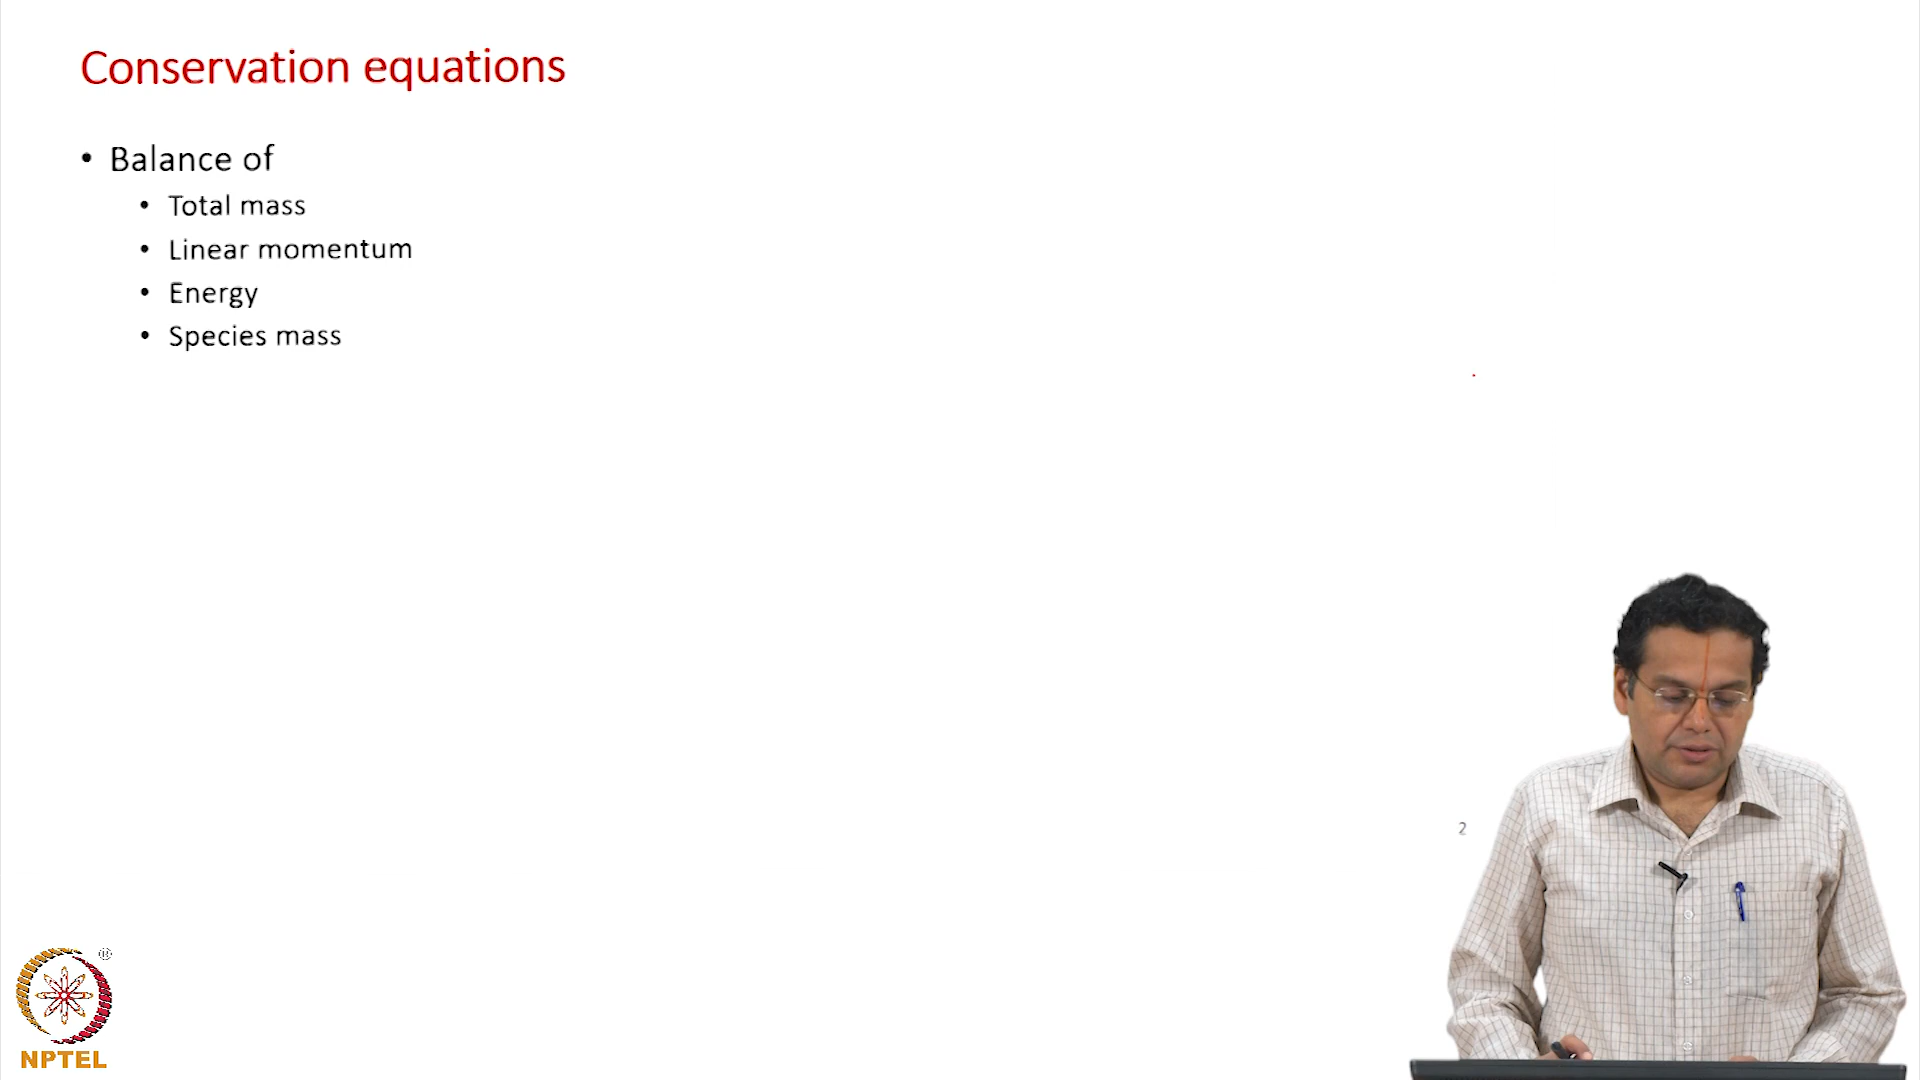 Conservation equations
• Balance of
• Total mass
• Linear momentum
• Energy
• Species mass
2
®
NPTEL